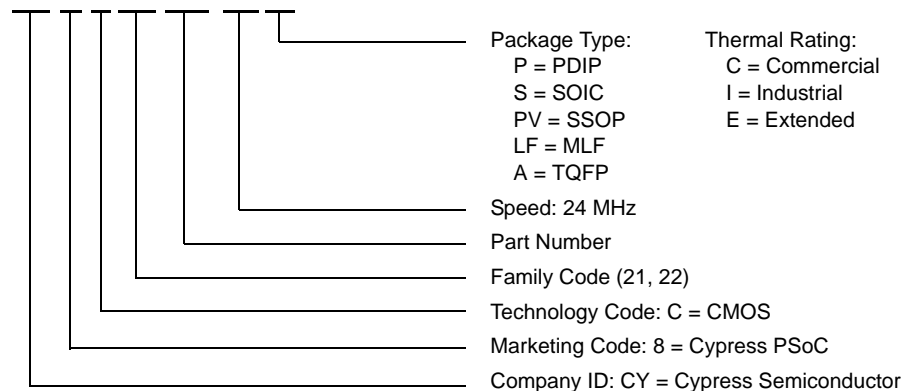 Package Type: Thermal Rating:
P = PDIP C = Commercial
S = SOIC I = Industrial
PV = SSOP E = Extended
LF = MLF
A = TQFP
Speed: 24 MHz
Part Number
Family Code (21, 22)
Technology Code: C = CMOS
Marketing Code: 8 = Cypress PSoC
Company ID: CY = Cypress Semiconductor